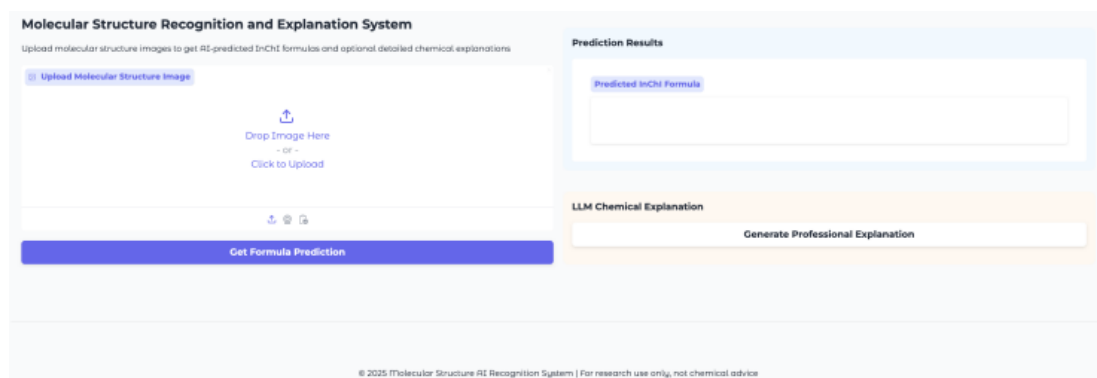 Molecular Structure Recognition and Explanation System
Upload molecular structure images to get AI-predicted InChI formulas and optional detailed chemical explanations
Upload Molecular Structure Image
Drop Image Here
- or -
Click to Upload
Get Formula Prediction
Prediction Results
Predicted InChI Formula
LLM Chemical Explanation
Generate Professional Explanation
© 2025 Molecular Structure AI Recognition System | For research use only, not chemical advice